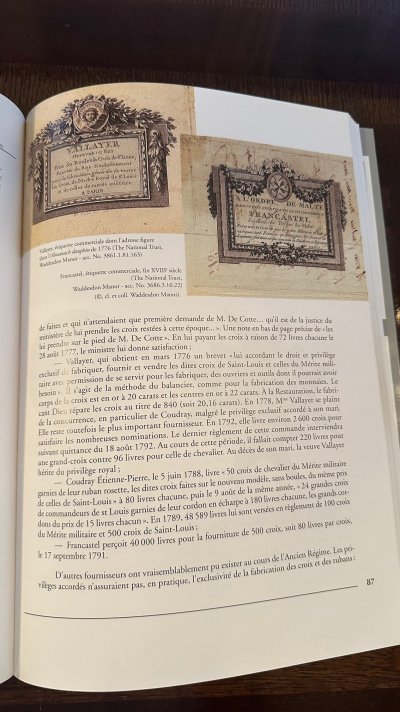 VALLAYER
A PARIS.
A L'ORDRE DE MALTE
FRANCASTEL
Vallayer, étiquette commerciale dont l'adresse figure
dans l'Almanach dauphin de 1776 (The National Trust,
Waddesdon Manor - acc. No. 3861.1.81.163)
Francastel, étiquette commerciale, fin XVIIIe siècle
(The National Trust,
Waddesdon Manor - acc. No. 3686.3.10.22)
(D, cl. et coll. Waddesdon Manor).
de faites et qui n'attendaient que première demande de M. De Cotte… qu'il est de la justice du
ministère de lui prendre les croix restées à cette époque… ». Une note en bas de page précise de « les
lui prendre sur le pied de M. De Cotte ». En lui payant les croix à raison de 72 livres chacune le
28 août 1777, le ministre lui donne satisfaction ;
— Vallayer, qui obtient en mars 1776 un brevet « lui accordant le droit et privilège
exclusif de fabriquer, fournir et vendre les dites croix de Saint-Louis et celles du Mérite mili-
taire avec permission de se servir pour les fabriquer, des ouvriers et outils dont il pourrait avoir
besoin ». Il s'agit de la méthode du balancier, comme pour la fabrication des monnaies. Le
corps de la croix est en or à 20 carats et les centres en or à 22 carats. À la Restauration, le fabri-
cant Dieu répare les croix au titre de 840 (soit 20,16 carats). En 1778, Mme Vallayer se plaint
de la concurrence, en particulier de Coudray, malgré le privilège exclusif accordé à son mari.
Elle reste toutefois le plus important fournisseur. En 1792, elle livre environ 2 600 croix pour
satisfaire les nombreuses nominations. Le dernier règlement de cette commande interviendra
suivant quittance du 18 août 1792. Au cours de cette période, il fallait compter 220 livres pour
une grand-croix contre 96 livres pour celle de chevalier. Au décès de son mari, la veuve Vallayer
hérite du privilège royal ;
— Coudray Étienne-Pierre, le 5 juin 1788, livre « 50 croix de chevalier du Mérite militaire
garnies de leur ruban rosette, les dites croix faites sur le nouveau modèle, sans boules, du même prix
de celles de Saint-Louis » à 80 livres chacune, puis le 9 août de la même année, « 24 grandes croix
de commandeurs de st Louis garnies de leur cordon en écharpe à 180 livres chacune, les grands cor-
dons du prix de 15 livres chacun ». En 1789, 48 589 livres lui sont versées en règlement de 100 croix
du Mérite militaire et 500 croix de Saint-Louis ;
— Francastel perçoit 40 000 livres pour la fourniture de 500 croix, soit 80 livres par croix,
le 17 septembre 1791.
D'autres fournisseurs ont vraisemblablement pu exister au cours de l'Ancien Régime. Les pri-
vilèges accordés n'assuraient pas, en pratique, l'exclusivité de la fabrication des croix et des rubans :
87